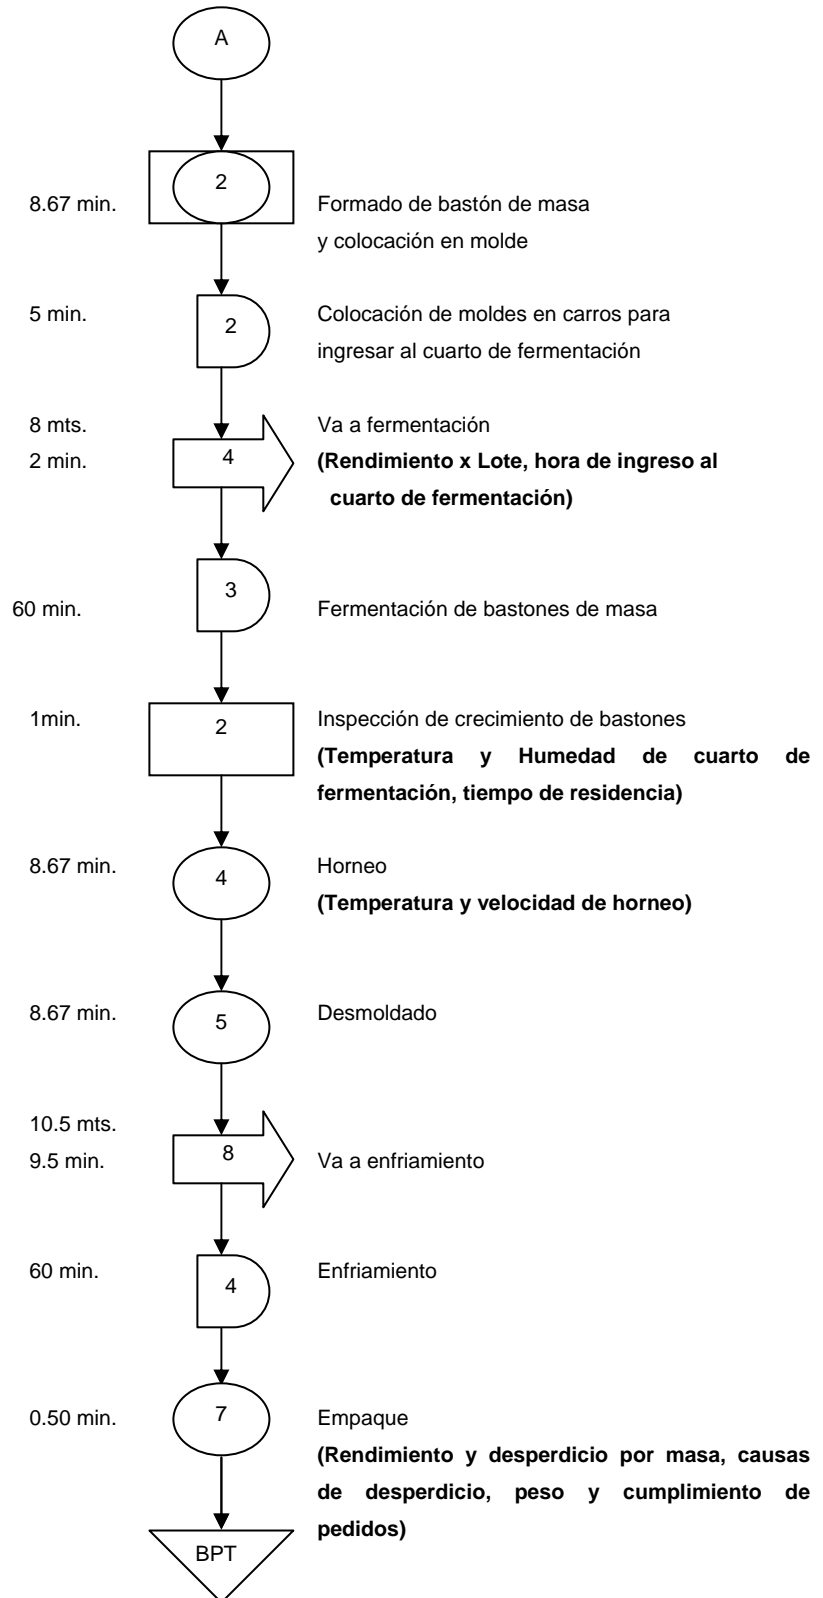 A
8.67 min.
2
Formado de bastón de masa
y colocación en molde
5 min.
2
Colocación de moldes en carros para
ingresar al cuarto de fermentación
8 mts.
2 min.
4
Va a fermentación
(Rendimiento x Lote, hora de ingreso al
cuarto de fermentación)
60 min.
3
Fermentación de bastones de masa
1min.
2
Inspección de crecimiento de bastones
(Temperatura y Humedad de cuarto de
fermentación, tiempo de residencia)
8.67 min.
4
Horneo
(Temperatura y velocidad de horneo)
8.67 min.
5
Desmoldado
10.5 mts.
9.5 min.
8
Va a enfriamiento
60 min.
4
Enfriamiento
0.50 min.
7
Empaque
(Rendimiento y desperdicio por masa, causas
de desperdicio, peso y cumplimiento de
pedidos)
BPT